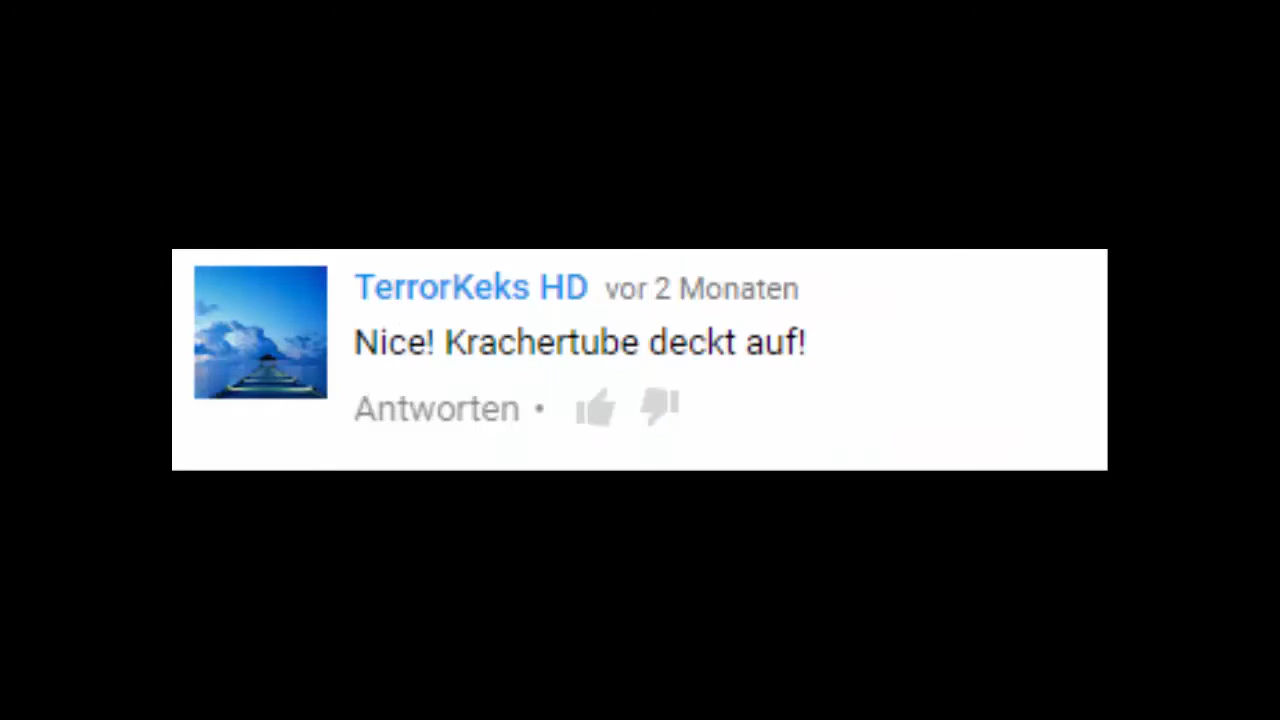 TerrorKeks HD vor 2 Monaten
Nice! Krachertube deckt auf!
Antworten •